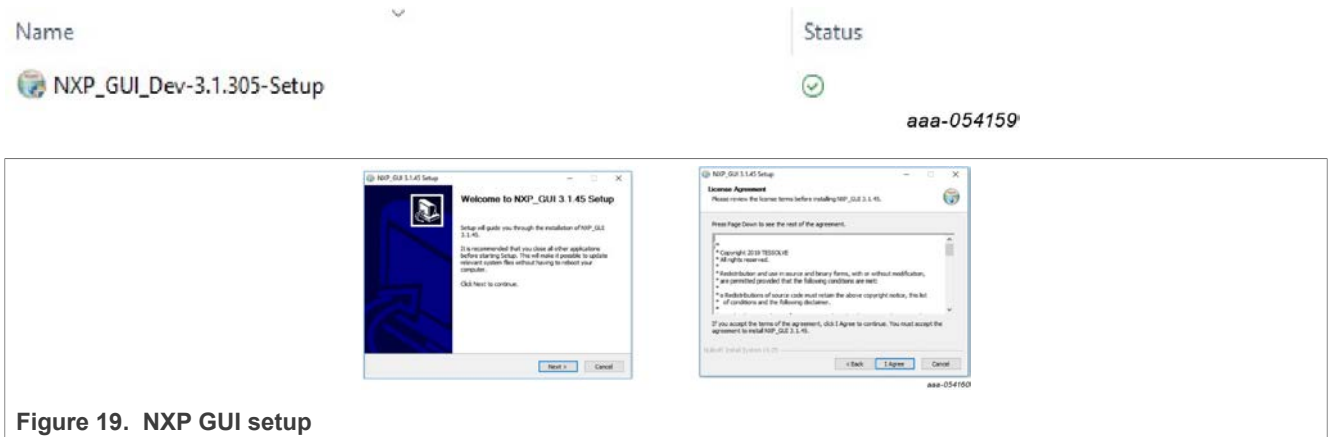 Name
Status
NXP_GUI_Dev-3.1.305-Setup
aaa-054159
NXP_GUI 3.1.45 Setup
Welcome to NXP_GUI 3.1.45 Setup
Setup will guide you through the installation of NXP_GUI
3.1.45.
It is recommended that you close all other applications
before starting Setup. This will make it possible to update
relevant system files without having to reboot your
computer.
Click Next to continue.
Next >
Cancel
NXP_GUI 3.1.45 Setup
License Agreement
Please review the license terms before installing NXP_GUI 3.1.45.
Press Page Down to see the rest of the agreement.
/*
* Copyright 2019 TESSOLVE
* All rights reserved.
*
* Redistribution and use in source and binary forms, with or without modification,
* are permitted provided that the following conditions are met:
*
* o Redistributions of source code must retain the above copyright notice, this list
* of conditions and the following disclaimer.
*
If you accept the terms of the agreement, click I Agree to continue. You must accept the
agreement to install NXP_GUI 3.1.45.
Nullsoft Install System
< Back
I Agree
Cancel
aaa-054160
Figure 19. NXP GUI setup